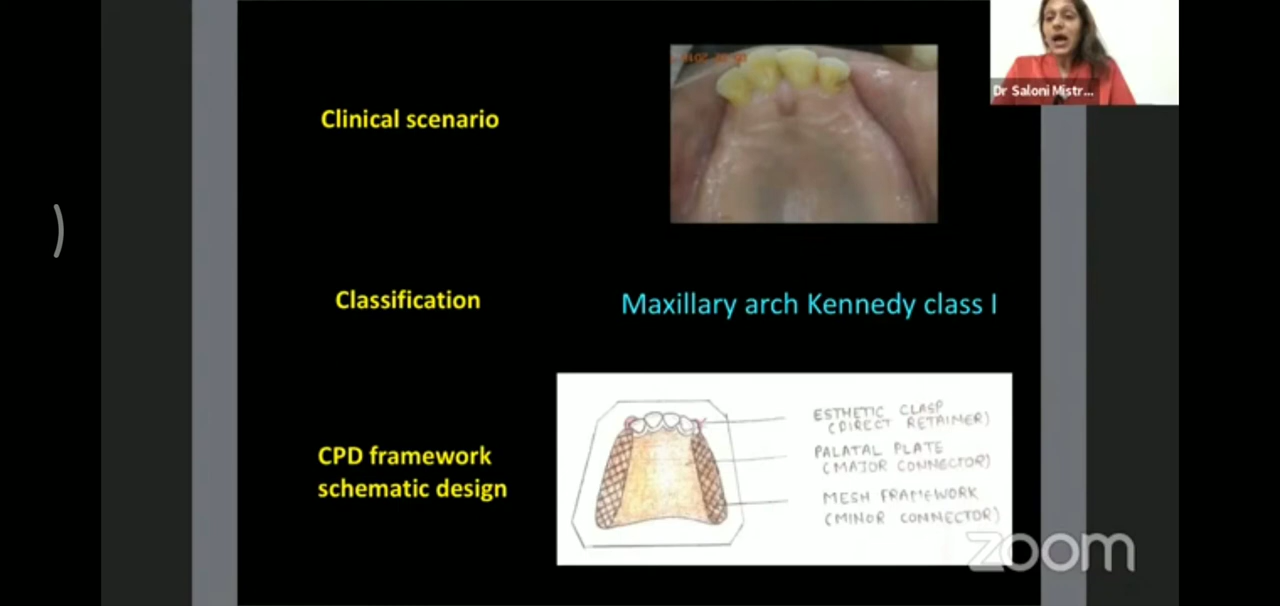 Dr Saloni Mistr...
Clinical scenario
Classification
Maxillary arch Kennedy class I
CPD framework
schematic design
ESTHETIC CLASP
(DIRECT RETAINER)
PALATAL PLATE
(MAJOR CONNECTOR)
MESH FRAMEWORK
(MINOR CONNECTOR)
zoom